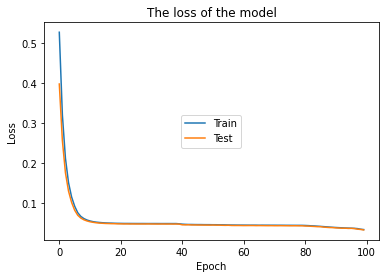 The loss of the model
Loss
0.5
0.4
0.3
0.2
0.1
Train
Test
0 20 40 60 80 100
Epoch